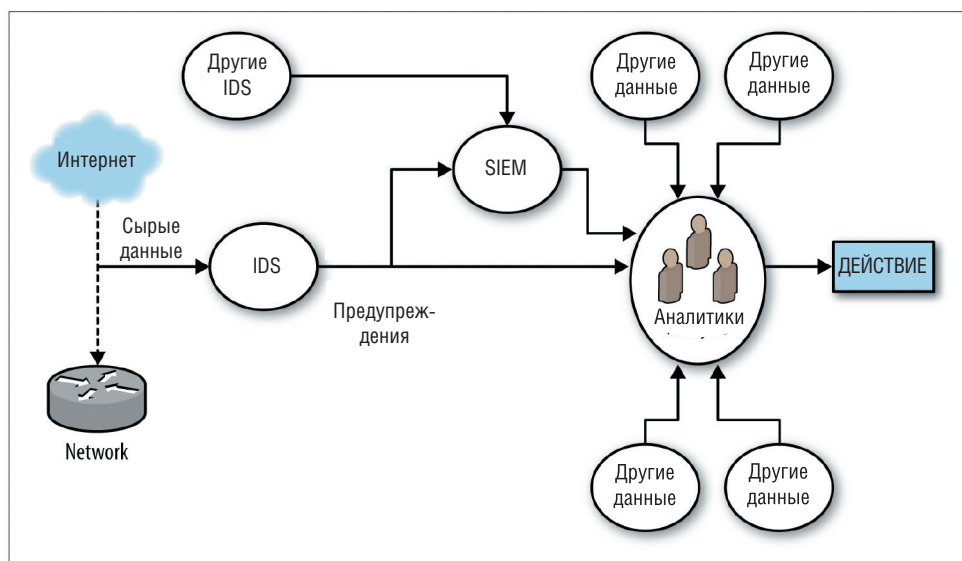 Другие
IDS
Другие
данные
Другие
данные
Интернет
SIEM
Сырые
данные
IDS
Предупреж-
дения
Аналитики
ДЕЙСТВИЕ
Network
Другие
данные
Другие
данные